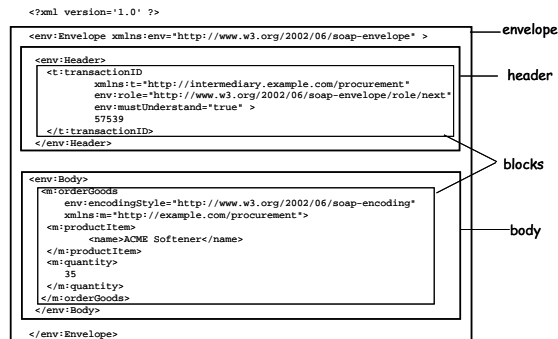 <?xml version='1.0' ?>
<env:Envelope xmlns:env="http://www.w3.org/2002/06/soap-envelope" >
envelope
<env:Header>
<t:transactionID
xmlns:t="http://intermediary.example.com/procurement"
env:role="http://www.w3.org/2002/06/soap-envelope/role/next"
env:mustUnderstand="true" >
57539
</t:transactionID>
</env:Header>
header
blocks
<env:Body>
<m:orderGoods
env:encodingStyle="http://www.w3.org/2002/06/soap-encoding"
xmlns:m="http://example.com/procurement">
<m:productItem>
<name>ACME Softener</name>
</m:productItem>
<m:quantity>
35
</m:quantity>
</m:orderGoods>
</env:Body>
body
</env:Envelope>